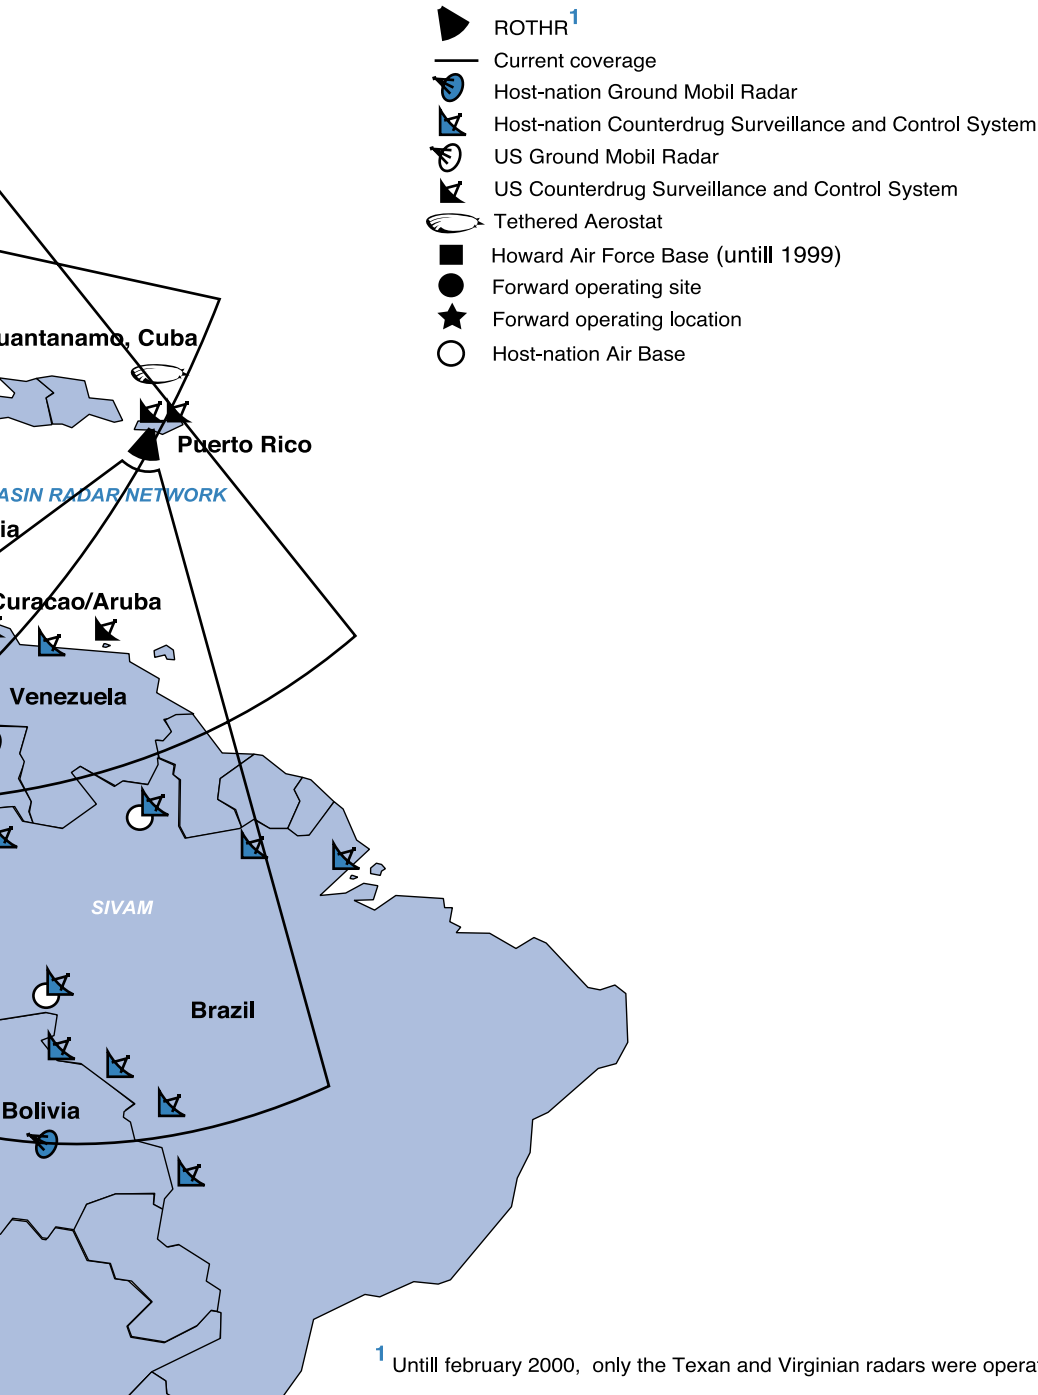 ROTHR1
Current coverage
Host-nation Ground Mobil Radar
Host-nation Counterdrug Surveillance and Control System
US Ground Mobil Radar
US Counterdrug Surveillance and Control System
Tethered Aerostat
Howard Air Force Base (untill 1999)
Forward operating site
Forward operating location
Host-nation Air Base
uantanamo, Cuba
Puerto Rico
ASIN RADAR NETWORK
ia
Curacao/Aruba
Venezuela
SIVAM
Brazil
Bolivia
1 Untill february 2000, only the Texan and Virginian radars were opera